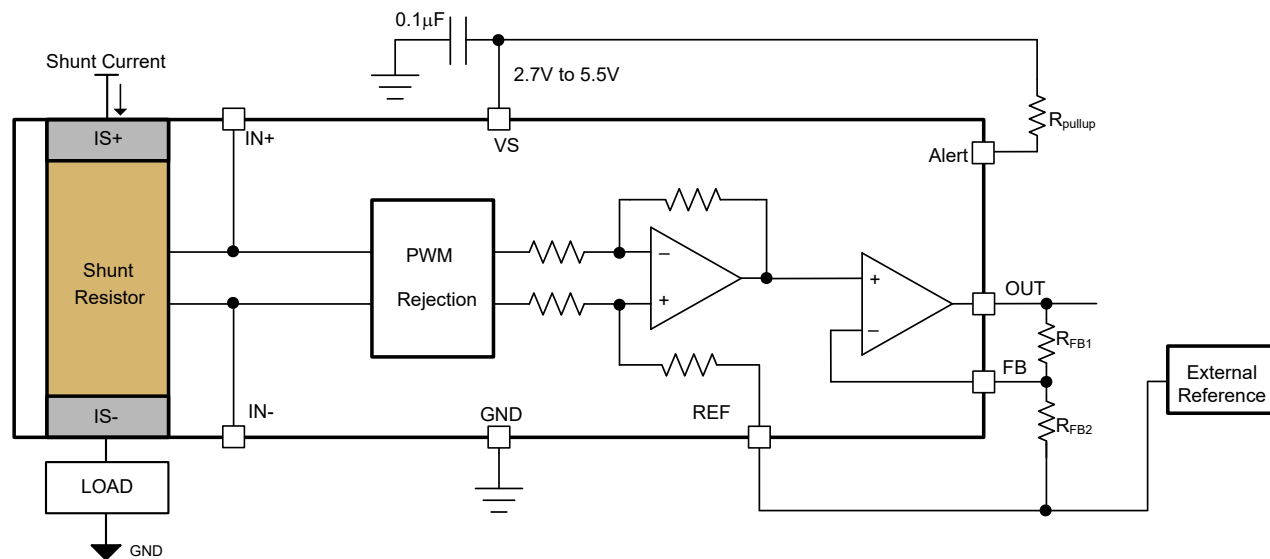 0.1μF
Shunt Current
2.7V to 5.5V
IS+
IN+
VS
Rpullup
Alert
PWM
Rejection
−
+
+
−
Shunt
Resistor
OUT
RFB1
FB
External
Reference
IS-
IN-
GND
REF
RFB2
LOAD
GND